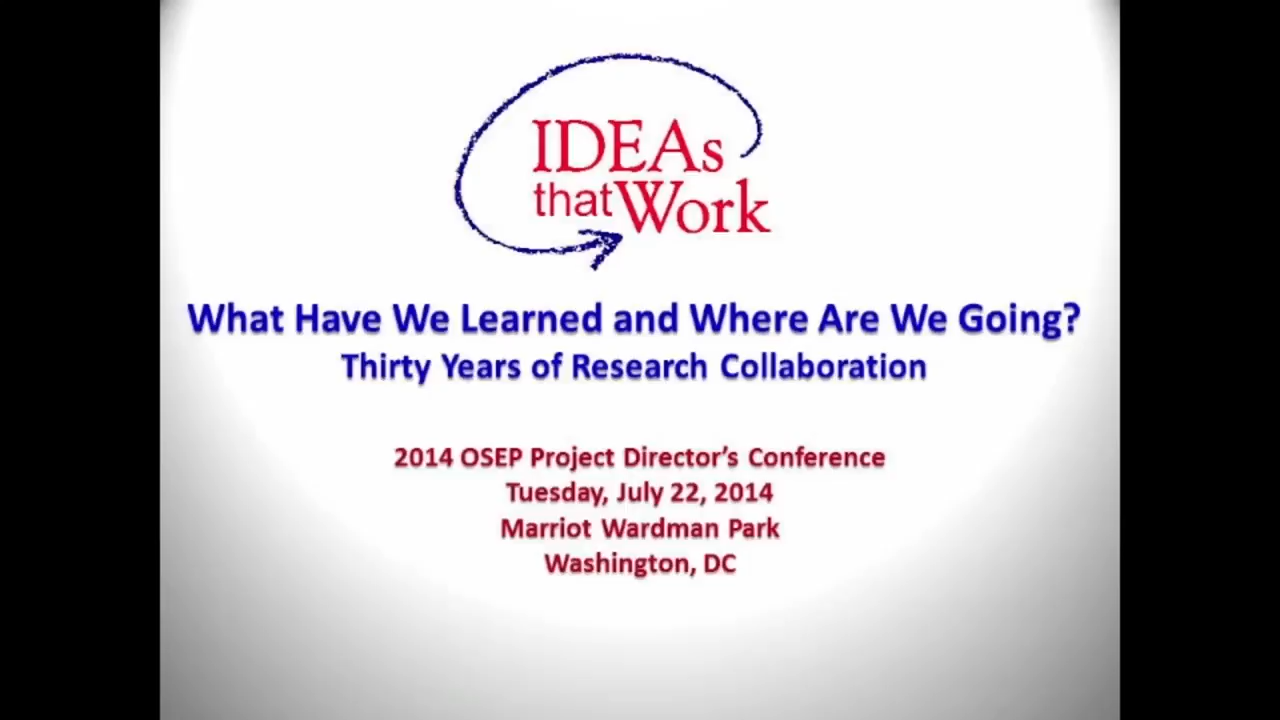 IDEAs
that Work
What Have We Learned and Where Are We Going?
Thirty Years of Research Collaboration
2014 OSEP Project Director’s Conference
Tuesday, July 22, 2014
Marriot Wardman Park
Washington, DC